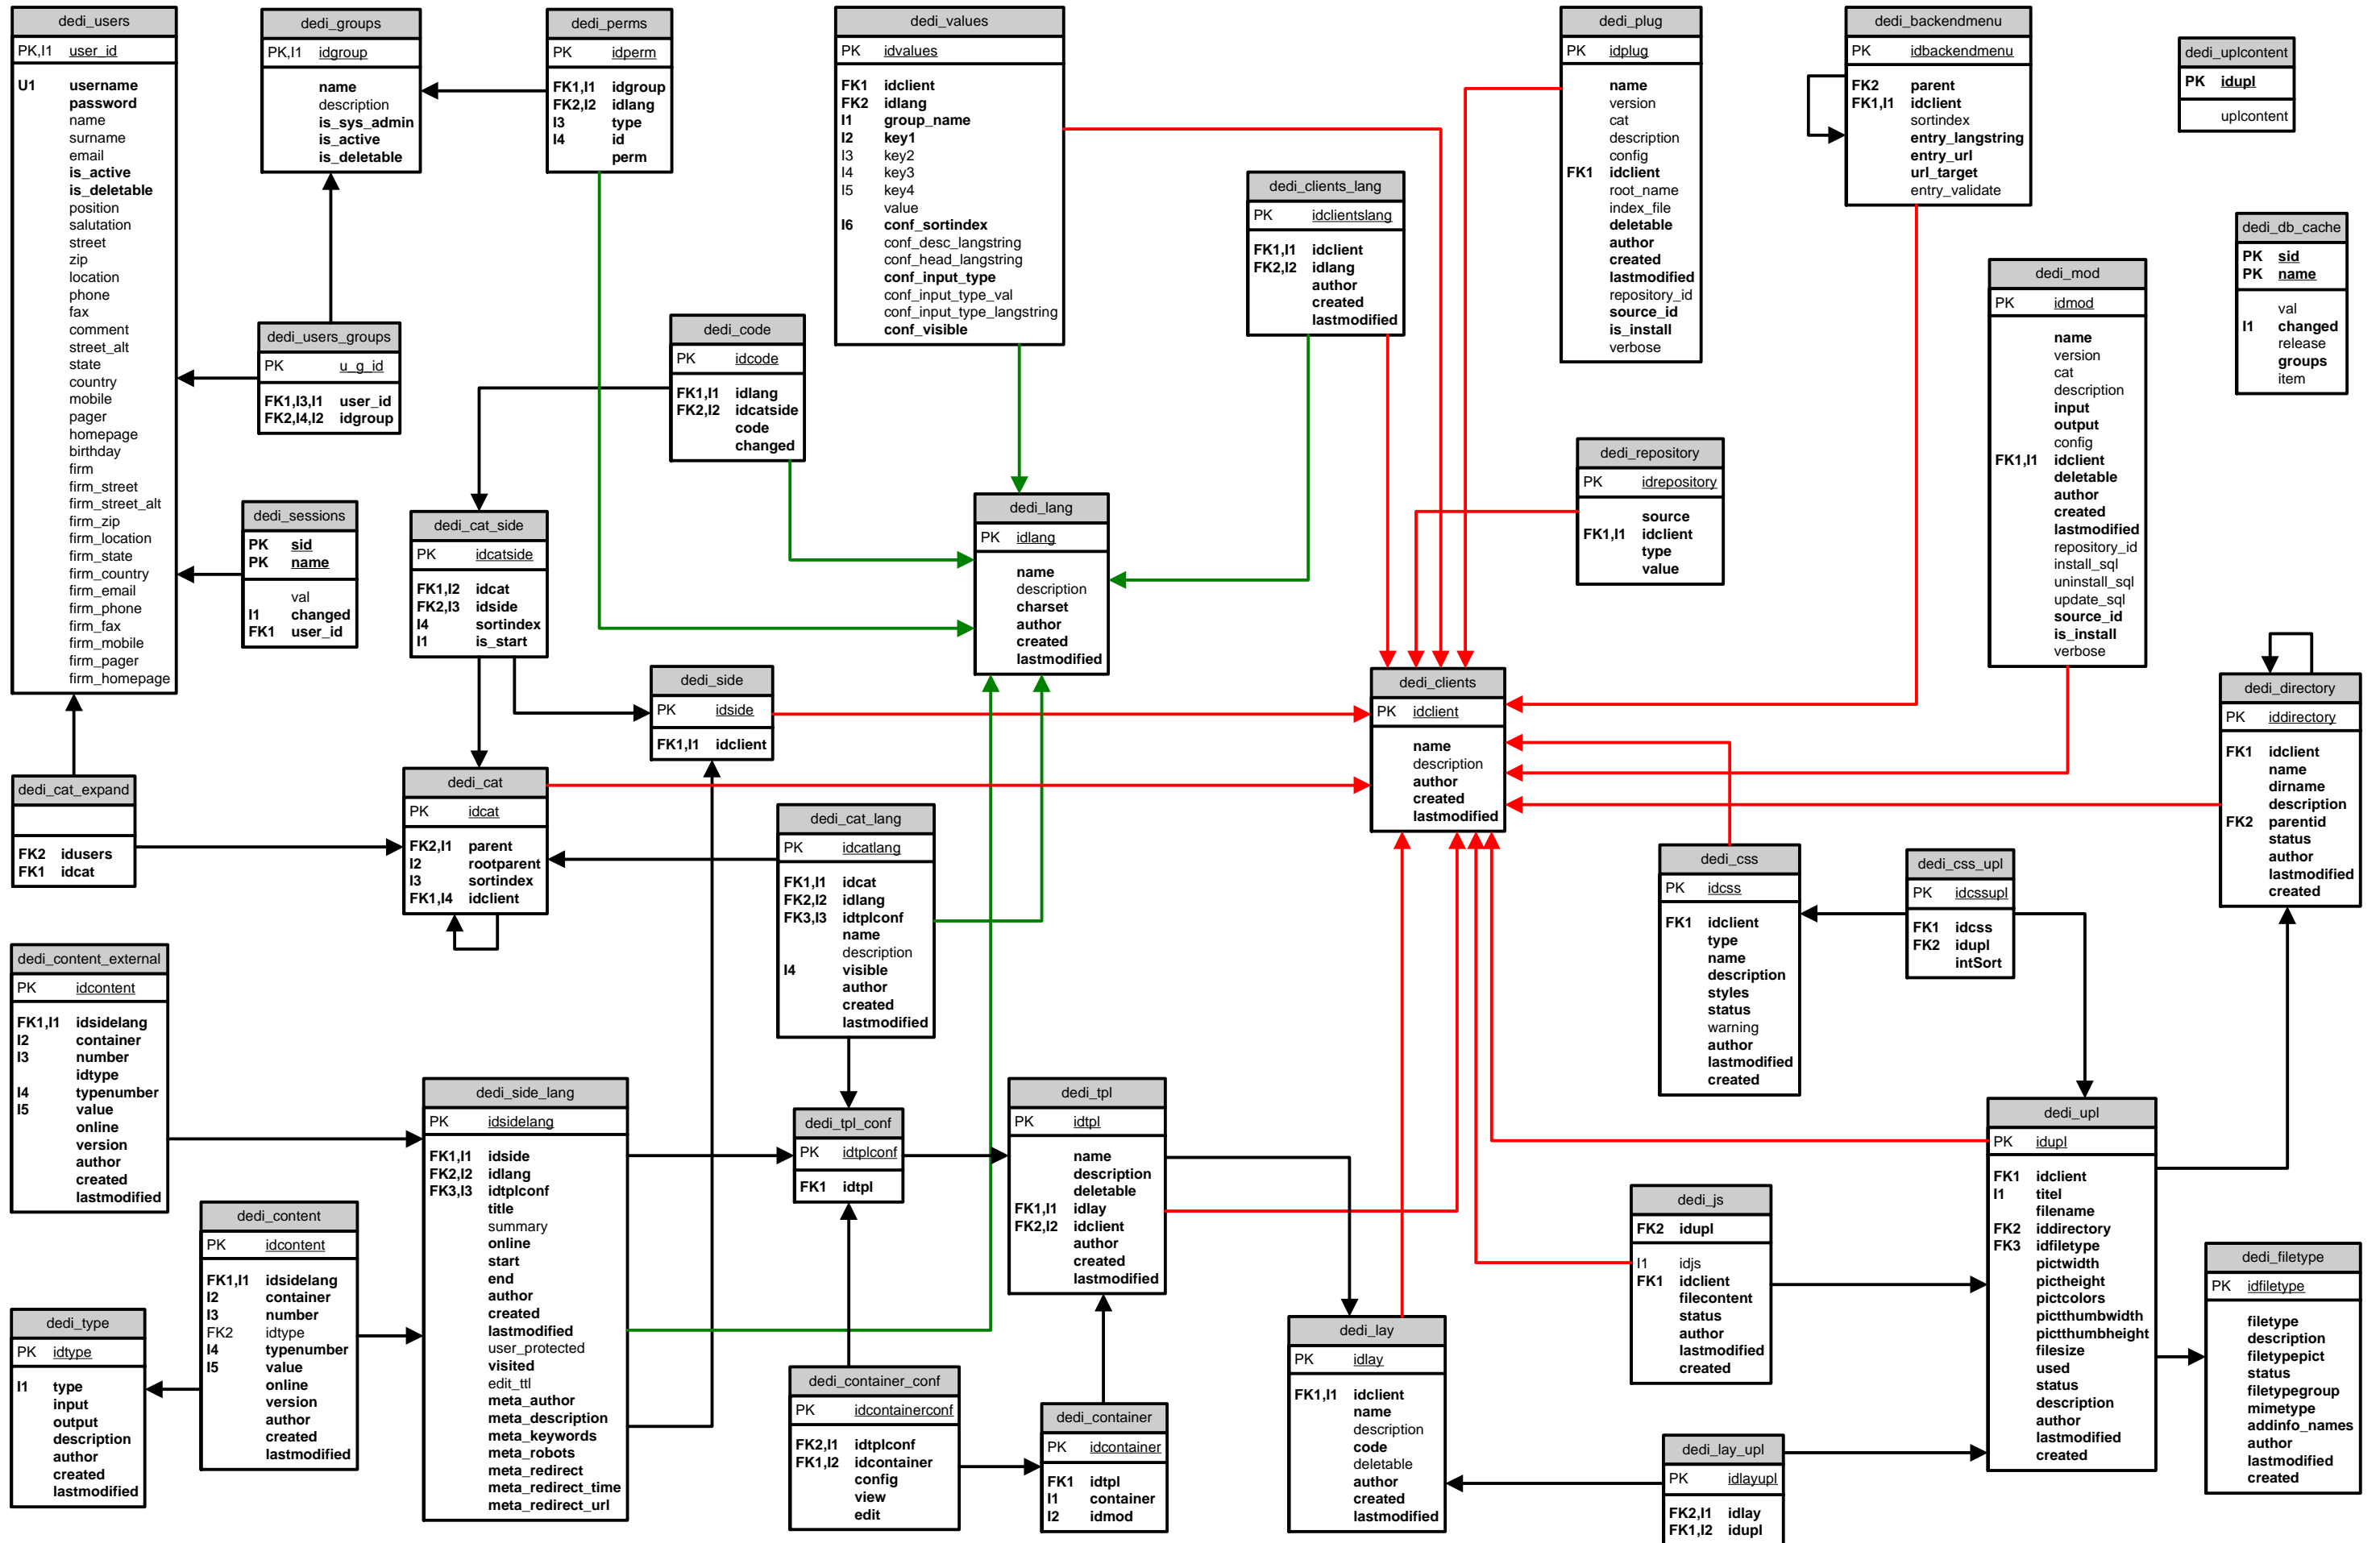 dedi_users
PK,I1 user_id
U1 username
password
name
surname
email
is_active
is_deletable
position
salutation
street
zip
location
phone
fax
comment
street_alt
state
country
mobile
pager
homepage
birthday
firm
firm_street
firm_street_alt
firm_zip
firm_location
firm_state
firm_country
firm_email
firm_phone
firm_fax
firm_mobile
firm_pager
firm_homepage
dedi_groups
PK,I1 idgroup
name
description
is_sys_admin
is_active
is_deletable
dedi_perms
PK idperm
FK1,I1 idgroup
FK2,I2 idlang
I3 type
I4 id
perm
dedi_values
PK idvalues
FK1 idclient
FK2 idlang
I1 group_name
I2 key1
I3 key2
I4 key3
I5 key4
value
I6 conf_sortindex
conf_desc_langstring
conf_head_langstring
conf_input_type
conf_input_type_val
conf_input_type_langstring
conf_visible
dedi_clients_lang
PK idclientslang
FK1,I1 idclient
FK2,I2 idlang
author
created
lastmodified
dedi_plug
PK idplug
name
version
cat
description
config
FK1 idclient
root_name
index_file
deletable
author
created
lastmodified
repository_id
source_id
is_install
verbose
dedi_backendmenu
PK idbackendmenu
FK2 parent
FK1,I1 idclient
sortindex
entry_langstring
entry_url
url_target
entry_validate
dedi_uplcontent
PK idupl
uplcontent
dedi_db_cache
PK sid
PK name
val
I1 changed
release
groups
item
dedi_mod
PK idmod
name
version
cat
description
input
output
config
FK1,I1 idclient
deletable
author
created
lastmodified
repository_id
install_sql
uninstall_sql
update_sql
source_id
is_install
verbose
dedi_users_groups
PK u_g_id
FK1,I3,I1 user_id
FK2,I4,I2 idgroup
dedi_code
PK idcode
FK1,I1 idlang
FK2,I2 idcatside
code
changed
dedi_repository
PK idrepository
source
FK1,I1 idclient
type
value
dedi_sessions
PK sid
PK name
val
I1 changed
FK1 user_id
dedi_cat_side
PK idcatside
FK1,I2 idcat
FK2,I3 idside
I4 sortindex
I1 is_start
dedi_lang
PK idlang
name
description
charset
author
created
lastmodified
dedi_side
PK idside
FK1,I1 idclient
dedi_clients
PK idclient
name
description
author
created
lastmodified
dedi_directory
PK iddirectory
FK1 idclient
name
dirname
description
FK2 parentid
status
author
lastmodified
created
dedi_cat_expand
FK2 idusers
FK1 idcat
dedi_cat
PK idcat
FK2,I1 parent
I2 rootparent
I3 sortindex
FK1,I4 idclient
dedi_cat_lang
PK idcatlang
FK1,I1 idcat
FK2,I2 idlang
FK3,I3 idtplconf
name
description
I4 visible
author
created
lastmodified
dedi_css
PK idcss
FK1 idclient
type
name
description
styles
status
warning
author
lastmodified
created
dedi_css_upl
PK idcssupl
FK1 idcss
FK2 idupl
intSort
dedi_content_external
PK idcontent
FK1,I1 idsidelang
I2 container
I3 number
idtype
I4 typenumber
I5 value
online
version
author
created
lastmodified
dedi_side_lang
PK idsidelang
FK1,I1 idside
FK2,I2 idlang
FK3,I3 idtplconf
title
summary
online
start
end
author
created
lastmodified
user_protected
visited
edit_ttl
meta_author
meta_description
meta_keywords
meta_robots
meta_redirect
meta_redirect_time
meta_redirect_url
dedi_tpl_conf
PK idtplconf
FK1 idtpl
dedi_tpl
PK idtpl
name
description
deletable
FK1,I1 idlay
FK2,I2 idclient
author
created
lastmodified
dedi_upl
PK idupl
FK1 idclient
I1 titel
filename
FK2 iddirectory
FK3 idfiletype
pictwidth
pictheight
pictcolors
pictthumbwidth
pictthumbheight
filesize
used
status
description
author
lastmodified
created
dedi_js
FK2 idupl
I1 idjs
FK1 idclient
filecontent
status
author
lastmodified
created
dedi_filetype
PK idfiletype
filetype
description
filetypepict
status
filetypegroup
mimetype
addinfo_names
author
lastmodified
created
dedi_content
PK idcontent
FK1,I1 idsidelang
I2 container
I3 number
FK2 idtype
I4 typenumber
I5 value
online
version
author
created
lastmodified
dedi_type
PK idtype
I1 type
input
output
description
author
created
lastmodified
dedi_container_conf
PK idcontainerconf
FK2,I1 idtplconf
FK1,I2 idcontainer
config
view
edit
dedi_container
PK idcontainer
FK1 idtpl
I1 container
I2 idmod
dedi_lay
PK idlay
FK1,I1 idclient
name
description
code
deletable
author
created
lastmodified
dedi_lay_upl
PK idlayupl
FK2,I1 idlay
FK1,I2 idupl